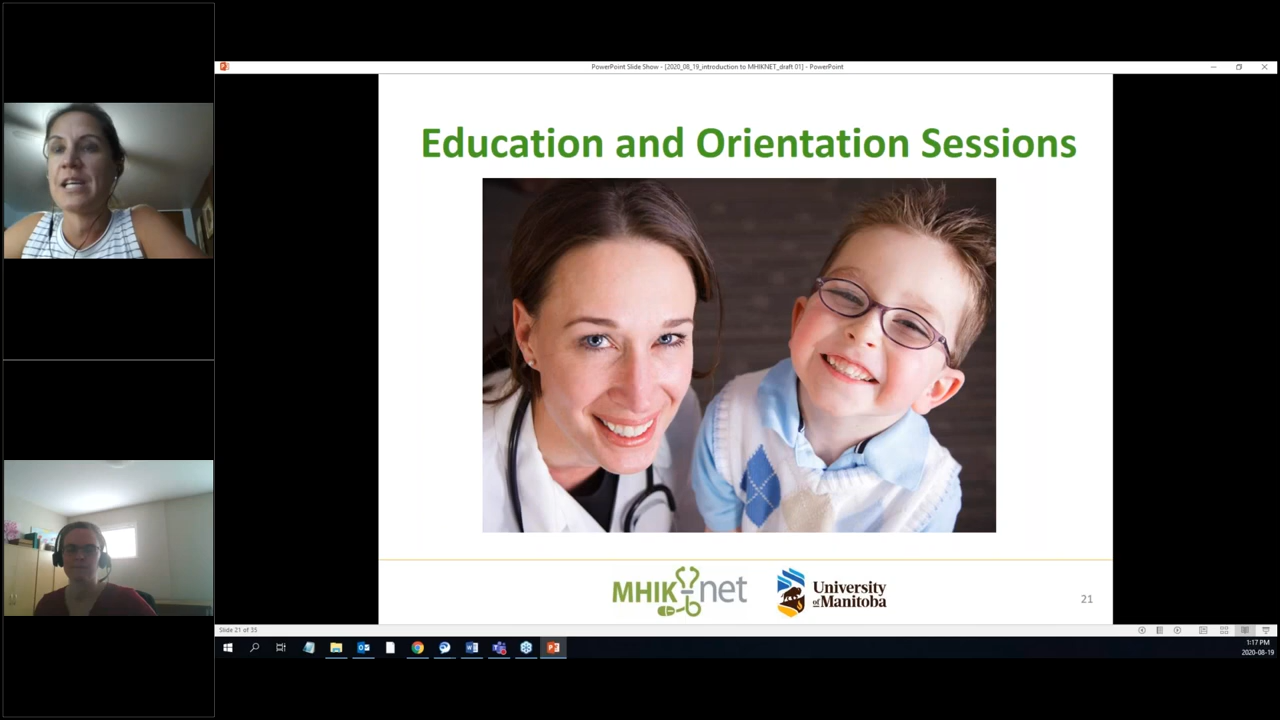 PowerPoint Slide Show - [2020_08_19_introduction to MHIKNET_draft 01] - PowerPoint
Education and Orientation Sessions
MHIK net
University
of Manitoba
21
Slide 21 of 35
1:17 PM
2020-08-19